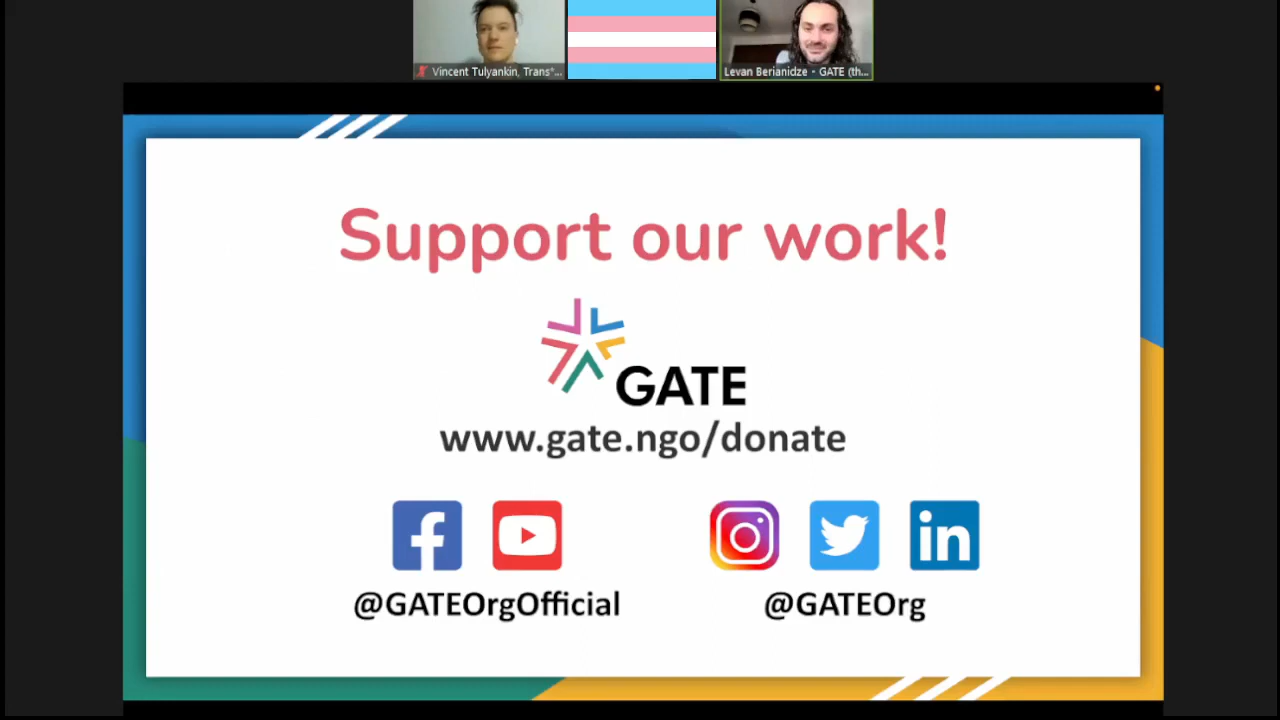 Vincent Tulyankin, Trans*...
Levan Berianidze - GATE (th...
Support our work!
GATE
www.gate.ngo/donate
@GATEOrgOfficial
@GATEOrg